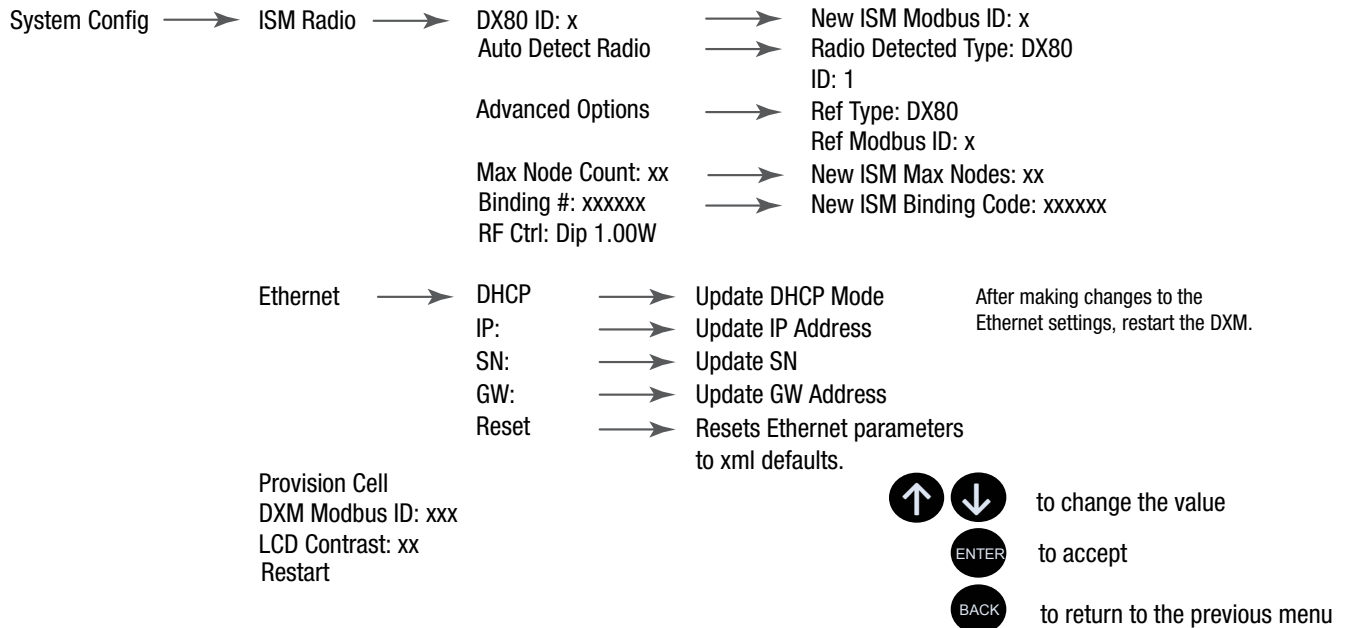 System Config ISM Radio DX80 ID: x New ISM Modbus ID: x
Auto Detect Radio Radio Detected Type: DX80
ID: 1
Advanced Options Ref Type: DX80
Ref Modbus ID: x
Max Node Count: xx New ISM Max Nodes: xx
Binding #: xxxxxx New ISM Binding Code: xxxxxx
RF Ctrl: Dip 1.00W
Ethernet DHCP Update DHCP Mode After making changes to the
IP: Update IP Address Ethernet settings, restart the DXM.
SN: Update SN
GW: Update GW Address
Reset Resets Ethernet parameters
to xml defaults.
Provision Cell
DXM Modbus ID: xxx to change the value
LCD Contrast: xx
Restart
ENTER to accept
BACK to return to the previous menu